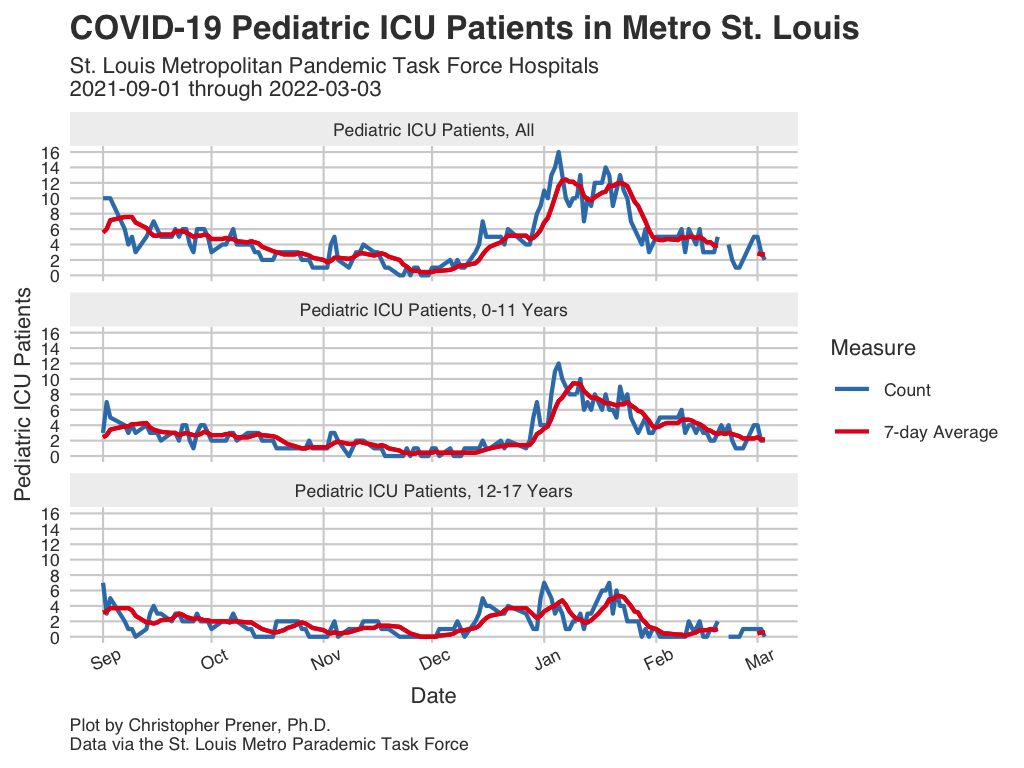 COVID-19 Pediatric ICU Patients in Metro St. Louis
St. Louis Metropolitan Pandemic Task Force Hospitals
2021-09-01 through 2022-03-03
Pediatric ICU Patients
Pediatric ICU Patients, All
16
14
12
10
8
6
4
2
0
Pediatric ICU Patients, 0-11 Years
16
14
12
10
8
6
4
2
0
Pediatric ICU Patients, 12-17 Years
16
14
12
10
8
6
4
2
0
Sep Oct Nov Dec Jan Feb Mar
Date
Measure
Count
7-day Average
Plot by Christopher Prener, Ph.D.
Data via the St. Louis Metro Parademic Task Force